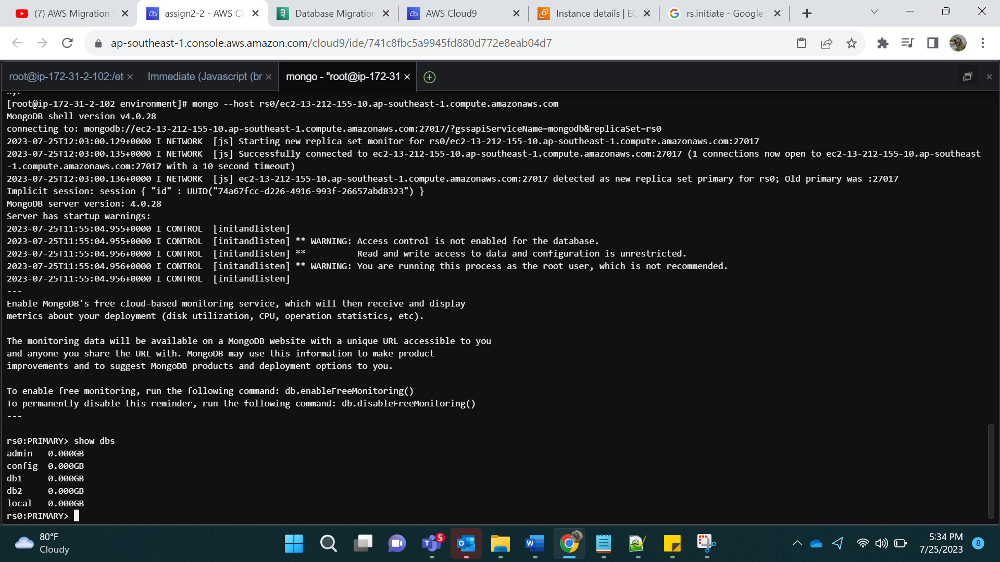 (7) AWS Migration
assign2-2 - AWS Cl
Database Migration
AWS Cloud9
Instance details | EC
rs.initiate - Google
ap-southeast-1.console.aws.amazon.com/cloud9/ide/741c8fbc5a9945fd880d772e8eab04d7
root@ip-172-31-2-102:/et
Immediate (Javascript (br
mongo - "root@ip-172-31
bye
[root@ip-172-31-2-102 environment]# mongo --host rs0/ec2-13-212-155-10.ap-southeast-1.compute.amazonaws.com
MongoDB shell version v4.0.28
connecting to: mongodb://ec2-13-212-155-10.ap-southeast-1.compute.amazonaws.com:27017/?gssapiServiceName=mongodb&replicaSet=rs0
2023-07-25T12:03:00.129+0000 I NETWORK  [js] Starting new replica set monitor for rs0/ec2-13-212-155-10.ap-southeast-1.compute.amazonaws.com:27017
2023-07-25T12:03:00.135+0000 I NETWORK  [js] Successfully connected to ec2-13-212-155-10.ap-southeast-1.compute.amazonaws.com:27017 (1 connections now open to ec2-13-212-155-10.ap-southeast
-1.compute.amazonaws.com:27017 with a 10 second timeout)
2023-07-25T12:03:00.136+0000 I NETWORK  [js] ec2-13-212-155-10.ap-southeast-1.compute.amazonaws.com:27017 detected as new replica set primary for rs0; Old primary was :27017
Implicit session: session { "id" : UUID("74a67fcc-d226-4916-993f-26657abd8323") }
MongoDB server version: 4.0.28
Server has startup warnings:
2023-07-25T11:55:04.955+0000 I CONTROL  [initandlisten]
2023-07-25T11:55:04.955+0000 I CONTROL  [initandlisten] ** WARNING: Access control is not enabled for the database.
2023-07-25T11:55:04.956+0000 I CONTROL  [initandlisten] **          Read and write access to data and configuration is unrestricted.
2023-07-25T11:55:04.956+0000 I CONTROL  [initandlisten] ** WARNING: You are running this process as the root user, which is not recommended.
2023-07-25T11:55:04.956+0000 I CONTROL  [initandlisten]
---
Enable MongoDB's free cloud-based monitoring service, which will then receive and display
metrics about your deployment (disk utilization, CPU, operation statistics, etc).
The monitoring data will be available on a MongoDB website with a unique URL accessible to you
and anyone you share the URL with. MongoDB may use this information to make product
improvements and to suggest MongoDB products and deployment options to you.
To enable free monitoring, run the following command: db.enableFreeMonitoring()
To permanently disable this reminder, run the following command: db.disableFreeMonitoring()
---
rs0:PRIMARY> show dbs
admin   0.000GB
config  0.000GB
db1     0.000GB
db2     0.000GB
local   0.000GB
rs0:PRIMARY>
80°F
Cloudy
5
5:34 PM
7/25/2023
8